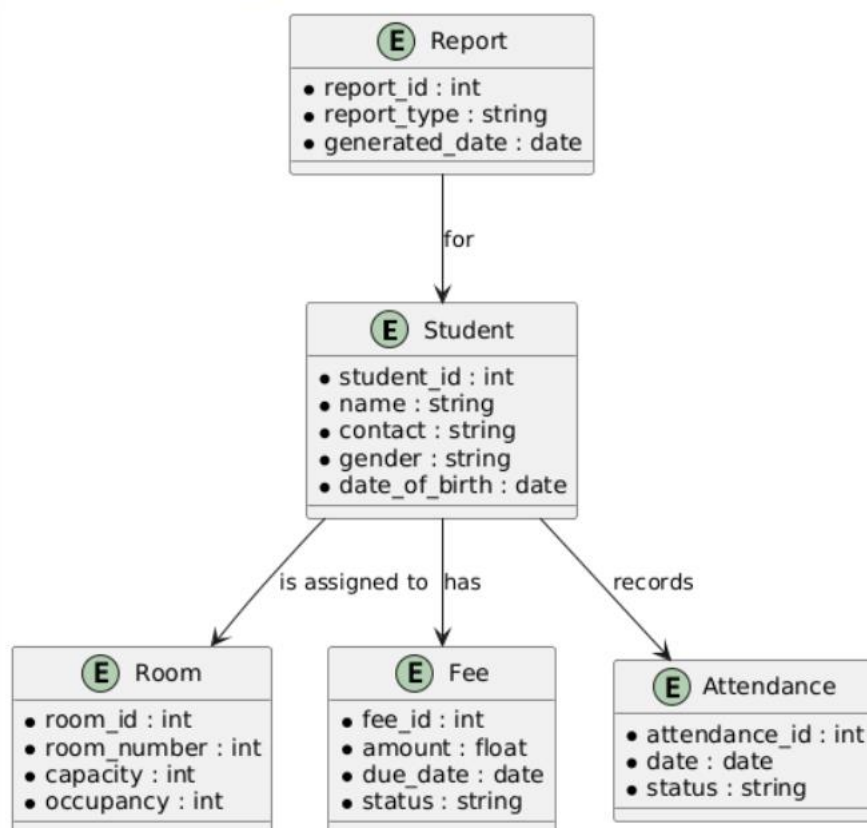 E Report
report_id : int
report_type : string
generated_date : date
for
E Student
student_id : int
name : string
contact : string
gender : string
date_of_birth : date
is assigned to
has
records
E Room
room_id : int
room_number : int
capacity : int
occupancy : int
E Fee
fee_id : int
amount : float
due_date : date
status : string
E Attendance
attendance_id : int
date : date
status : string